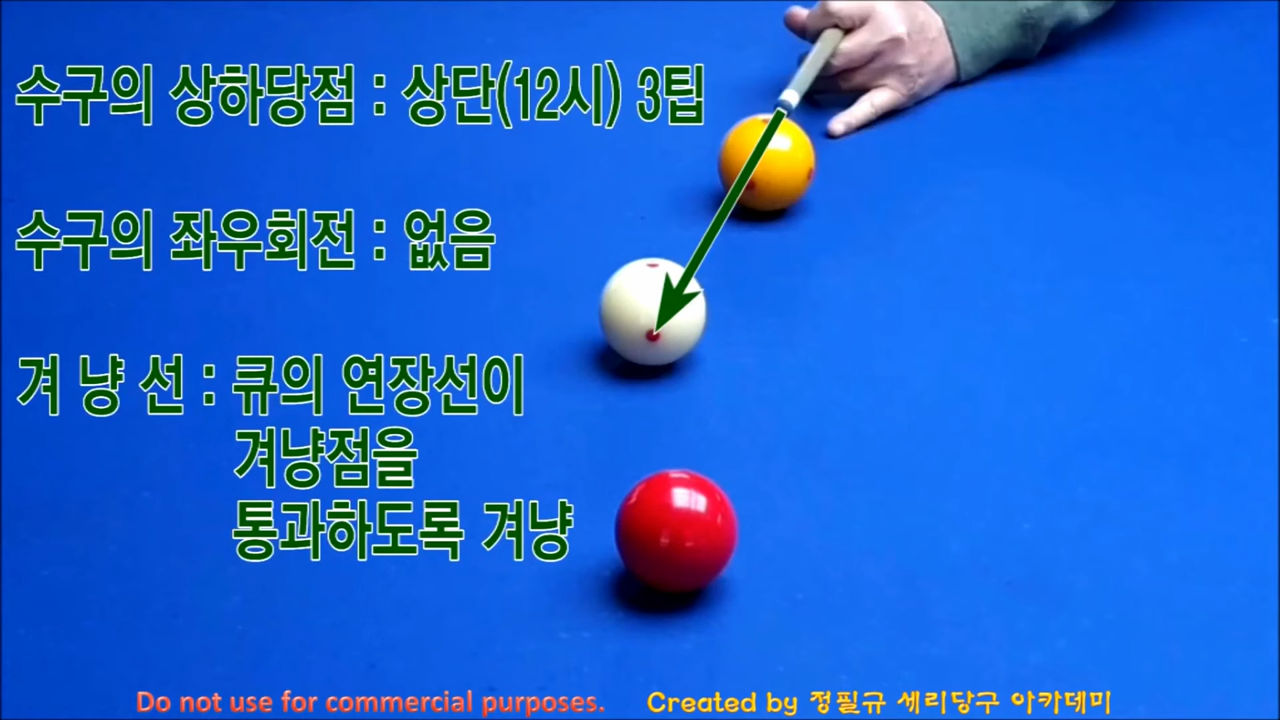 수구의 상하당점 : 상단(12시) 3팁
수구의 좌우회전 : 없음
겨 냥 선 : 큐의 연장선이
겨냥점을
통과하도록 겨냥
Do not use for commercial purposes. Created by 정필규 세리당구 아카데미